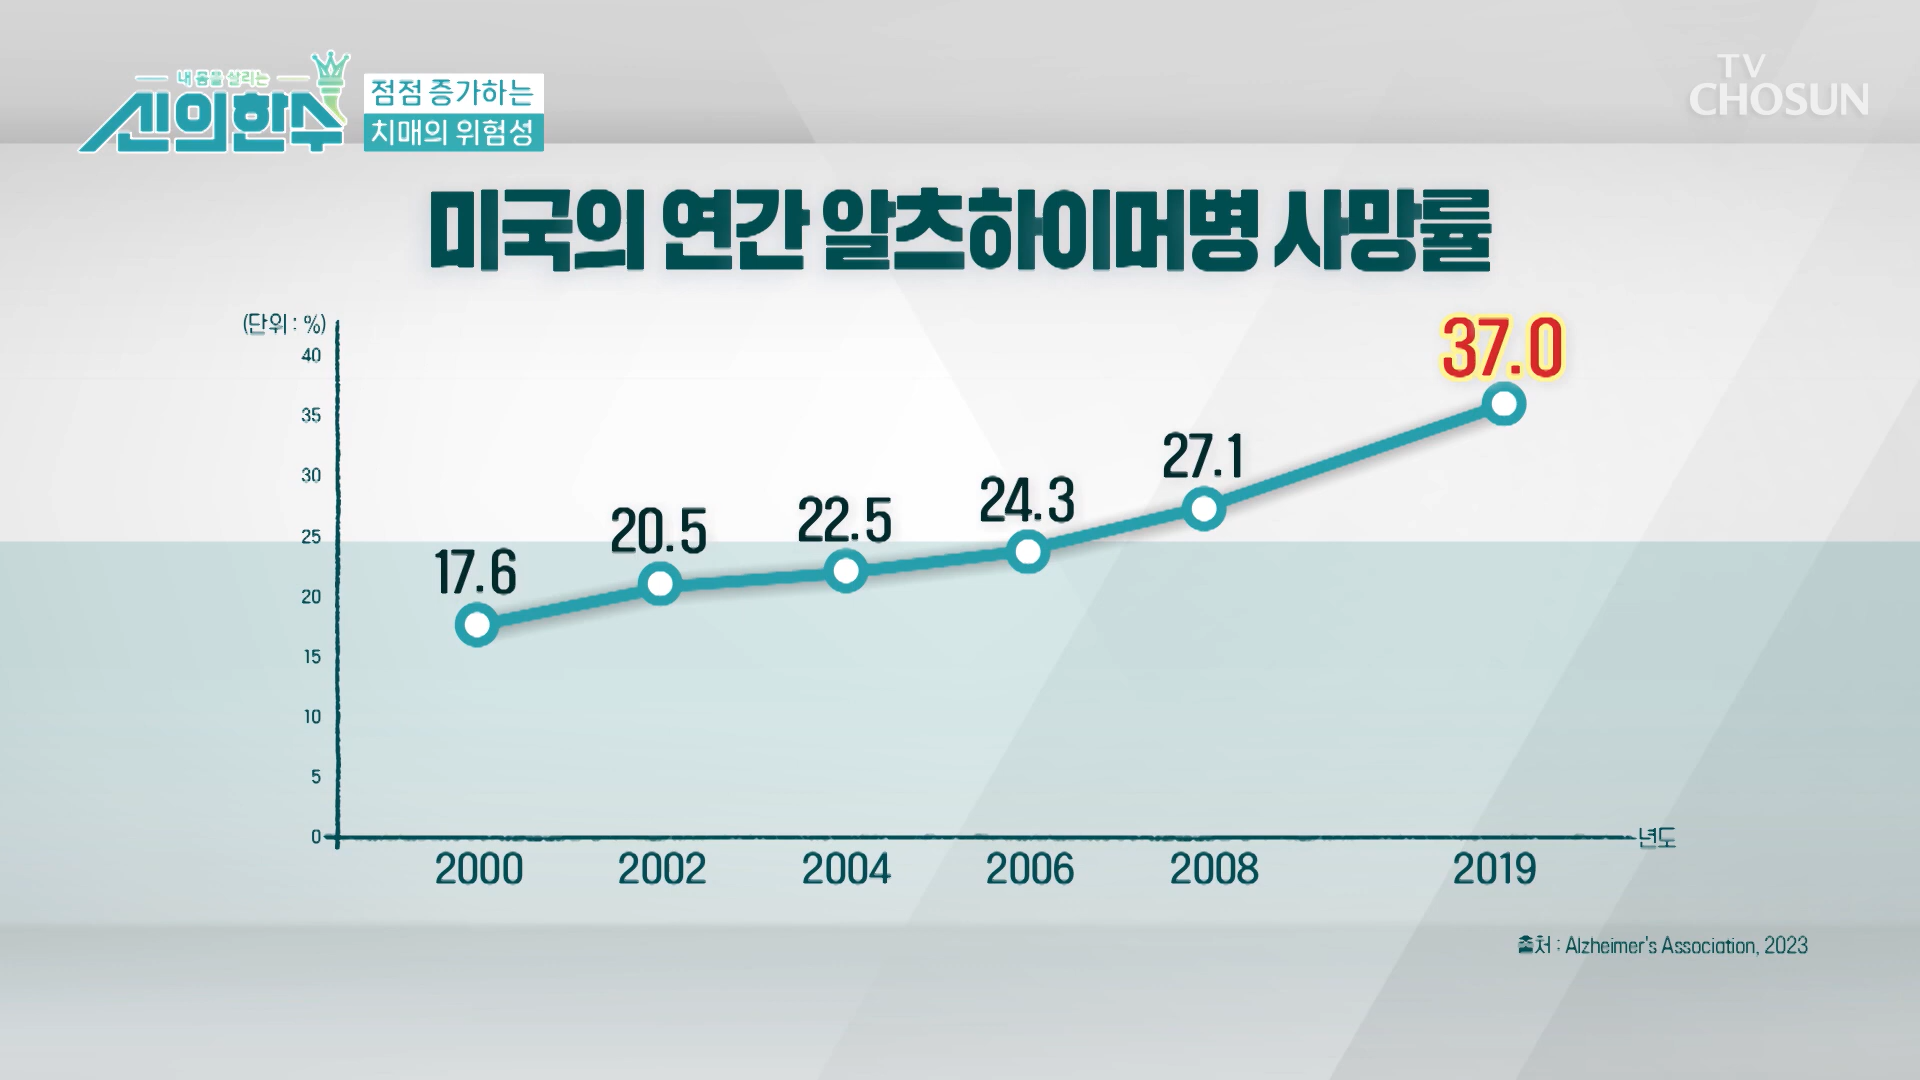 내 몸을 살리는
신의한수
점점 증가하는
치매의 위험성
TV
CHOSUN
미국의 연간 알츠하이머병 사망률
(단위 : %)
40
35
30
25
20
15
10
5
0
17.6
20.5
22.5
24.3
27.1
37.0
2000
2002
2004
2006
2008
2019
년도
출처 : Alzheimer's Association, 2023